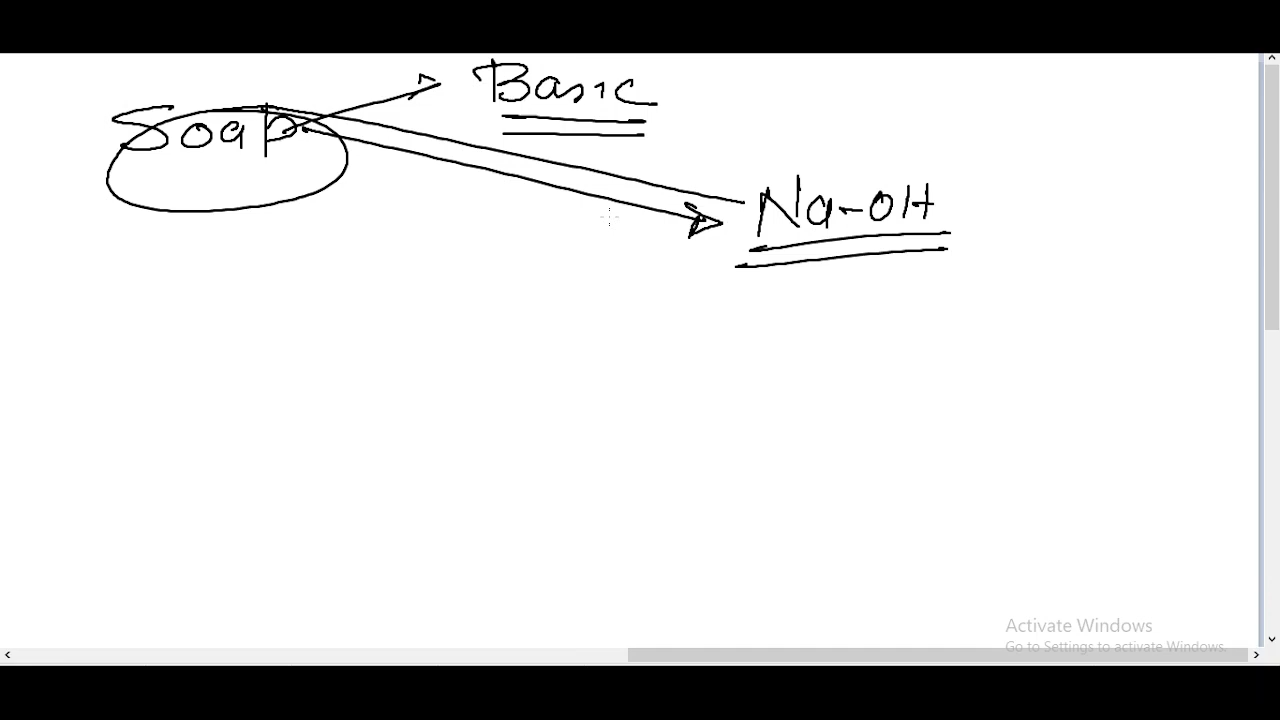 Basic
Soap
Na-OH
Activate Windows
Go to Settings to activate Windows.